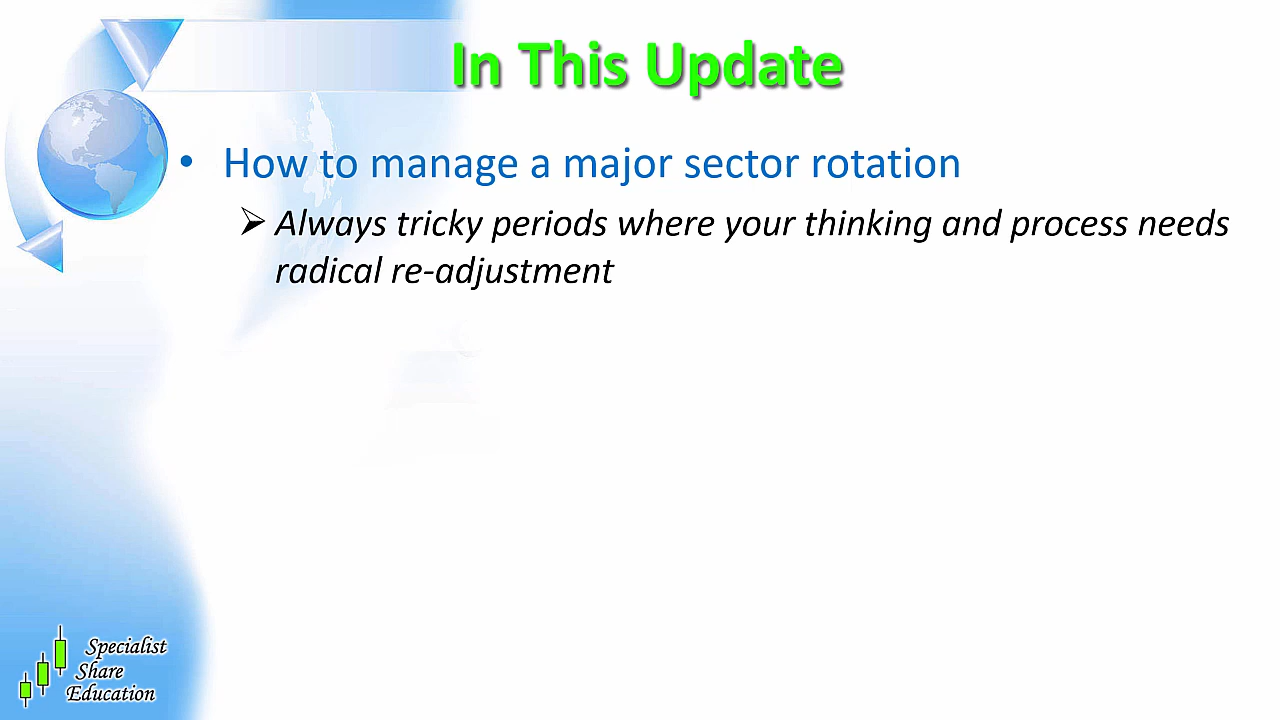 In This Update
• How to manage a major sector rotation
➢ Always tricky periods where your thinking and process needs
radical re-adjustment
Specialist
Share
Education